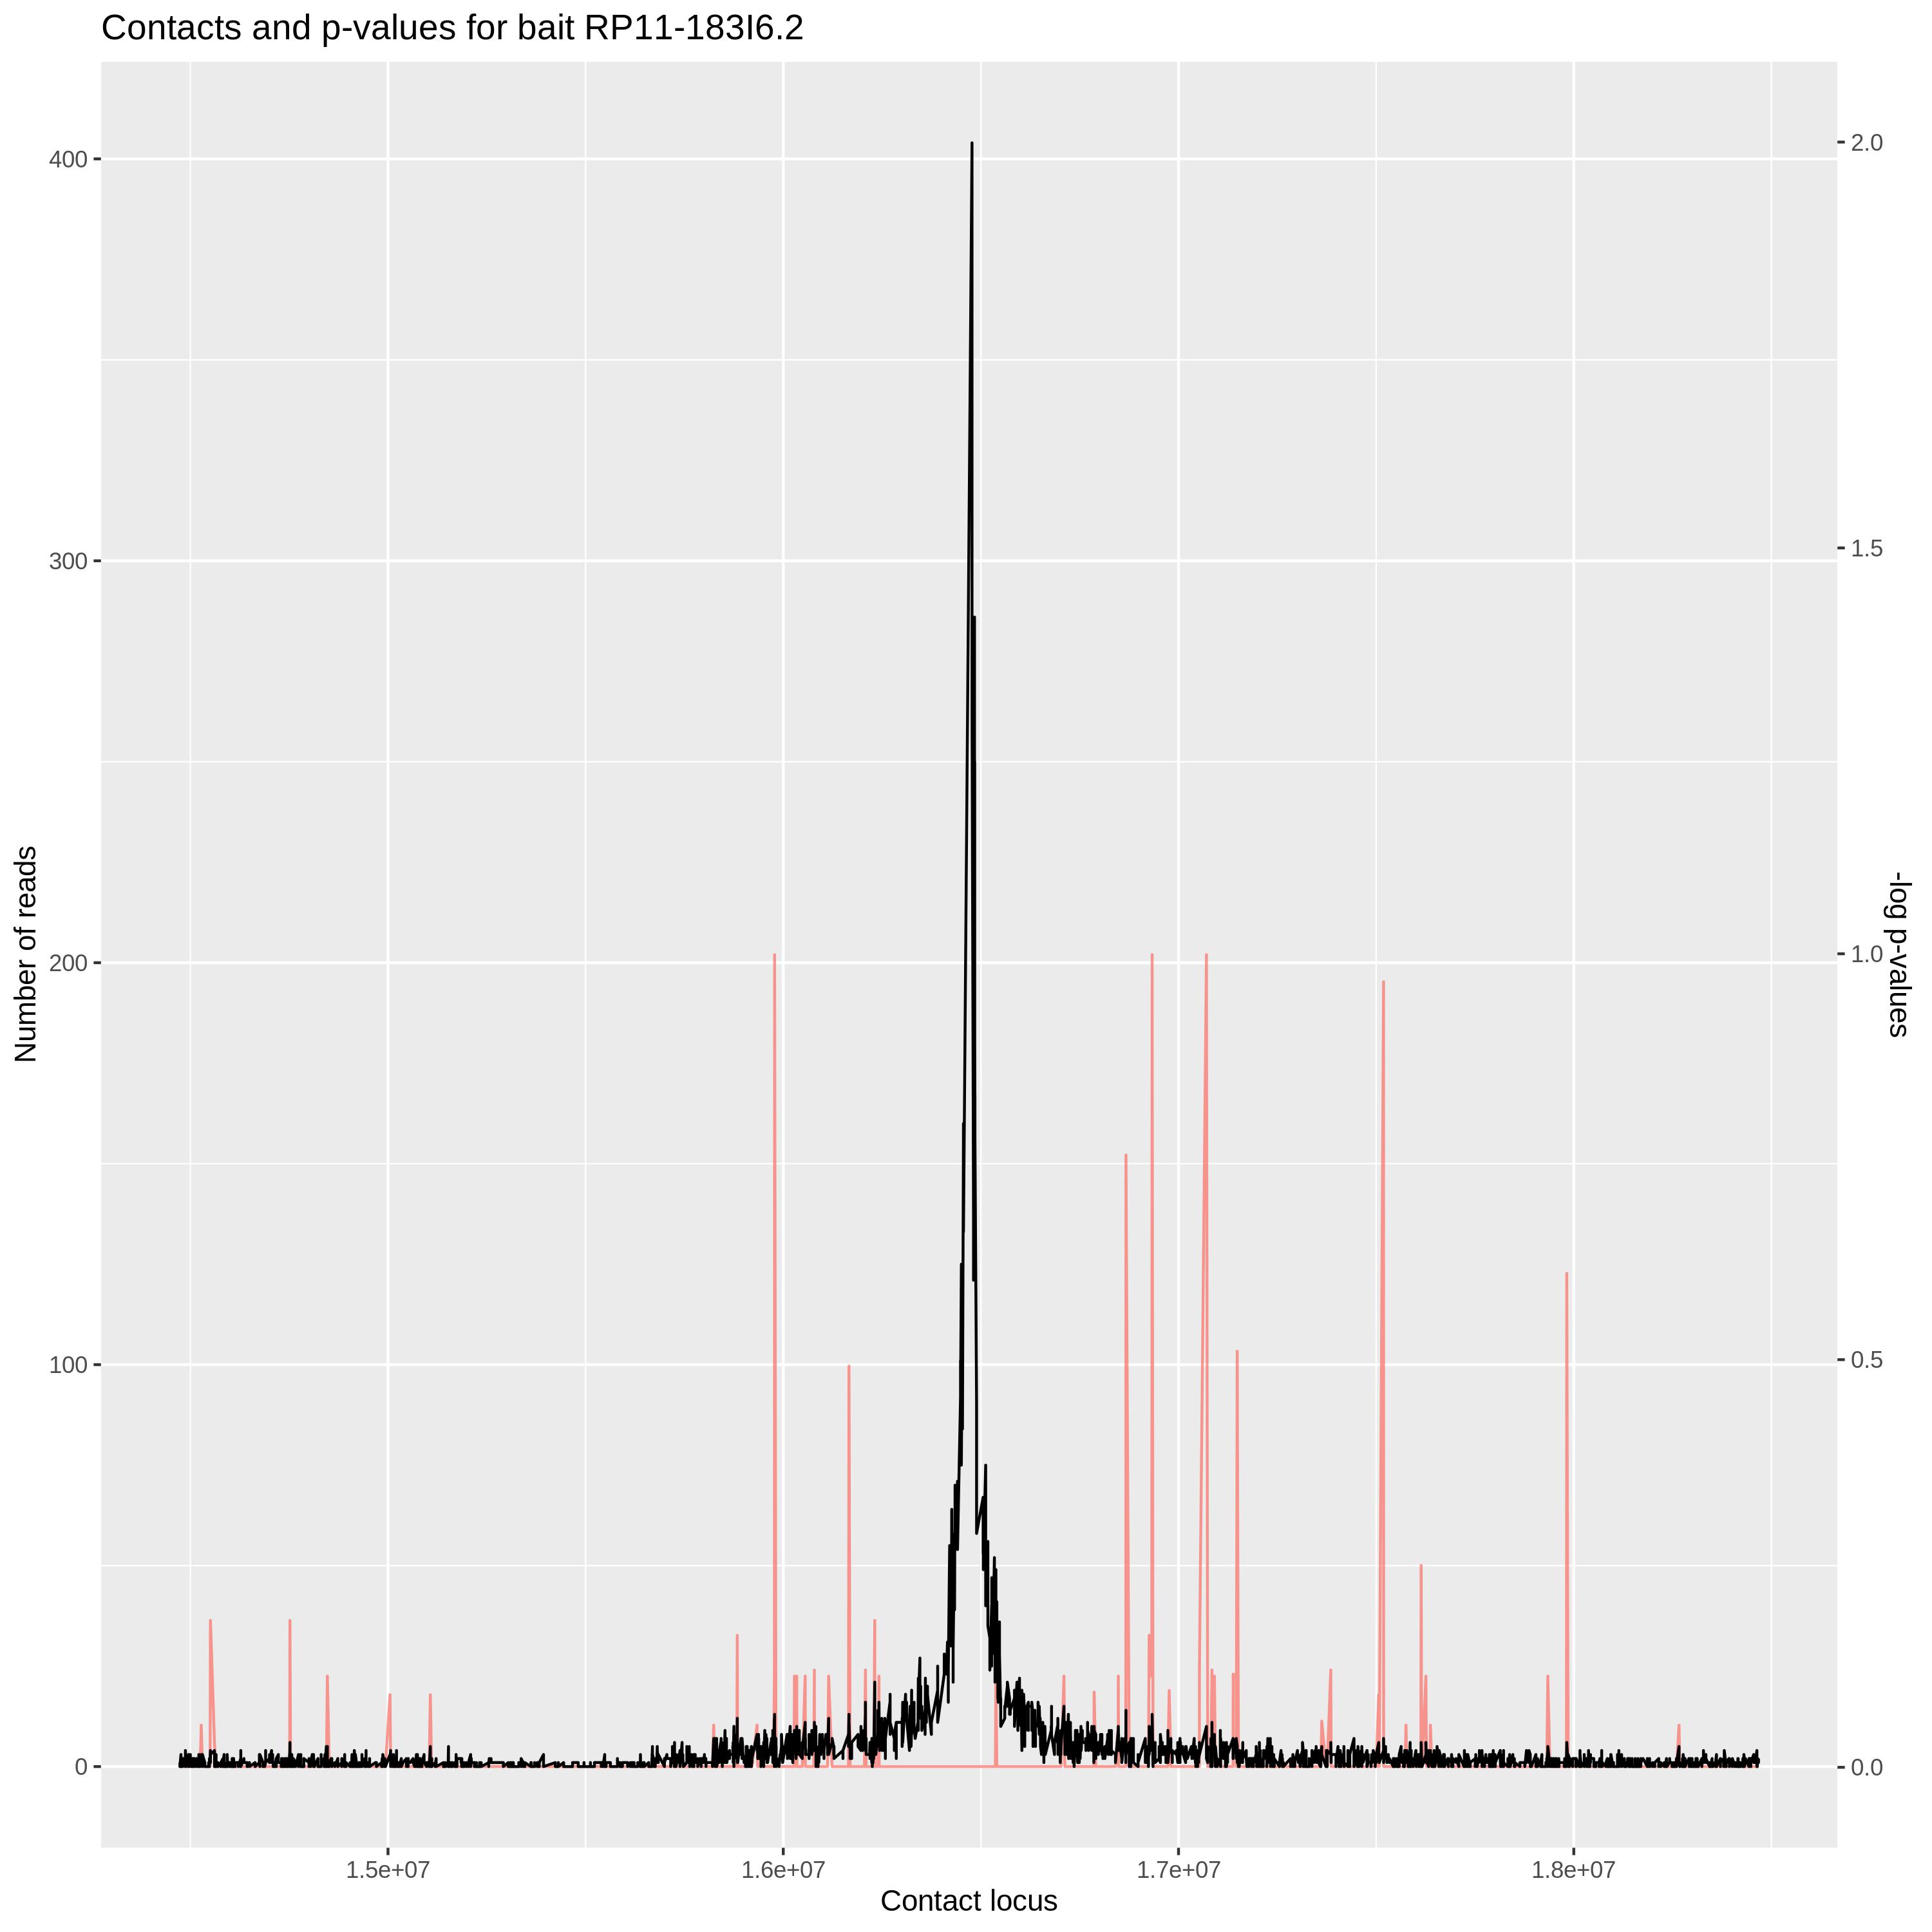 Contacts and p-values for bait RP11-183I6.2
400
300
200
100
0
Number of reads
2.0
1.5
1.0
0.5
0.0
-log p-values
1.5e+07
1.6e+07
1.7e+07
1.8e+07
Contact locus